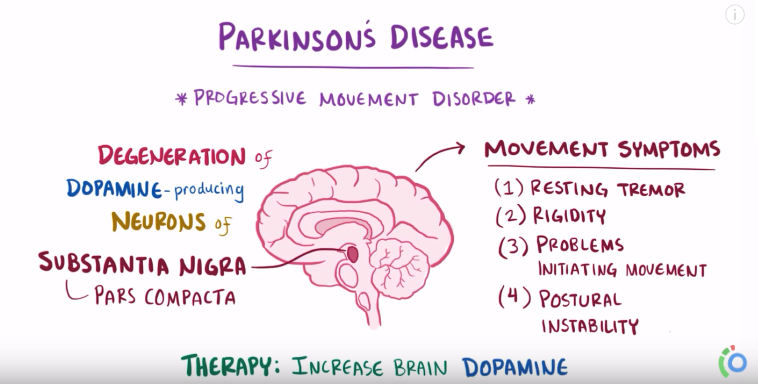 PARKINSON'S DISEASE
* PROGRESSIVE MOVEMENT DISORDER *
DEGENERATION of
DOPAMINE-producing
NEURONS of
SUBSTANTIA NIGRA
PARS COMPACTA
MOVEMENT SYMPTOMS
(1) RESTING TREMOR
(2) RIGIDITY
(3) PROBLEMS
INITIATING MOVEMENT
(4) POSTURAL
INSTABILITY
THERAPY: INCREASE BRAIN DOPAMINE